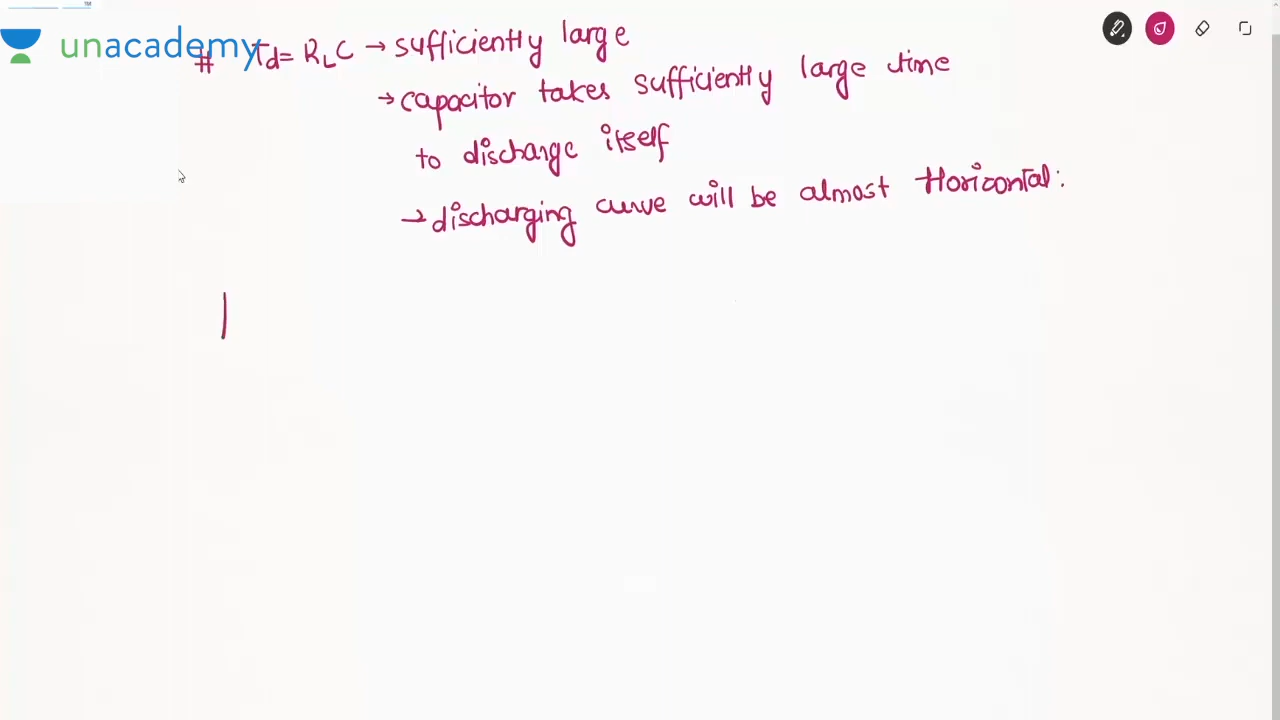 unacademy
# τd = RLC → sufficiently large
→ capacitor takes sufficiently large time
to discharge itself
→ discharging curve will be almost Horizontal: